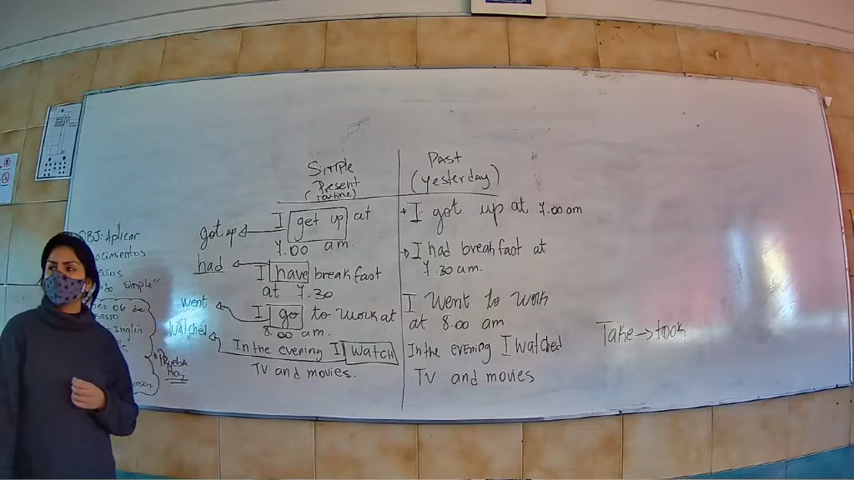 OBJ: Aplicar
simple"
Inglés
Prueba
Simple
(Present
routine)
got up
I get up at
7.00 am.
had
I have breakfast
at 7.30
went
I go to work at
8.00 am.
watched
In the evening I watch
TV and movies.
Past
(yesterday)
I got up at 7.00 am
I had breakfast at
7.30 am.
I went to work
at 8.00 am
In the evening I watched
TV and movies
Take → took